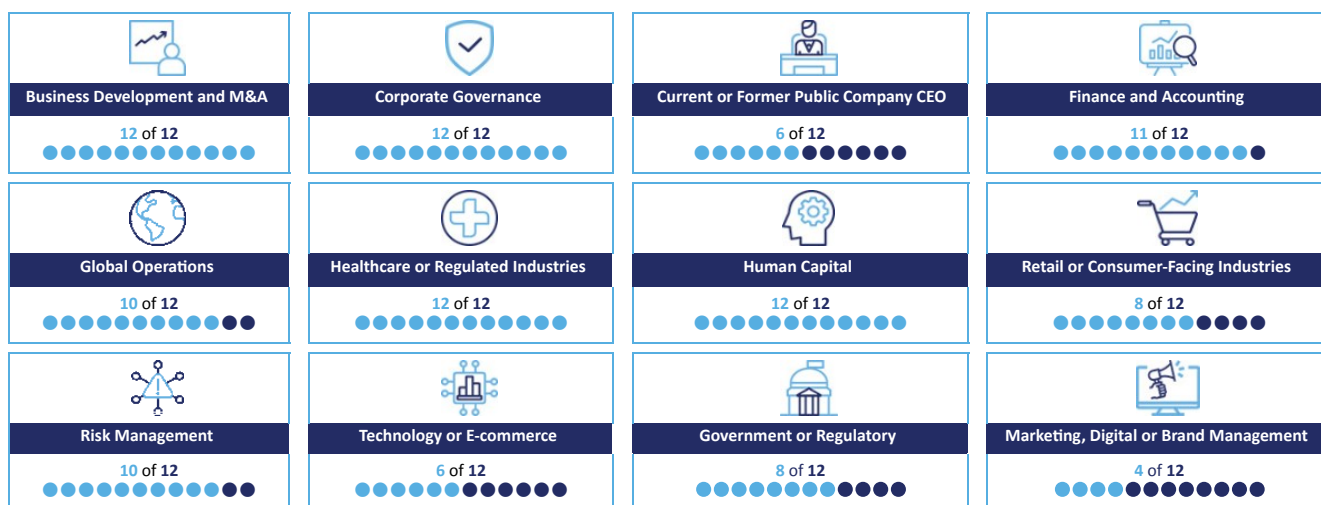 Business Development and M&A
12 of 12
Corporate Governance
12 of 12
Current or Former Public Company CEO
6 of 12
Finance and Accounting
11 of 12
Global Operations
10 of 12
Healthcare or Regulated Industries
12 of 12
Human Capital
12 of 12
Retail or Consumer-Facing Industries
8 of 12
Risk Management
10 of 12
Technology or E-commerce
6 of 12
Government or Regulatory
8 of 12
Marketing, Digital or Brand Management
4 of 12